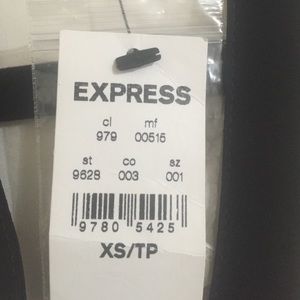 EXPRESS
cl mf
979 00515
st co sz
9628 003 001
9780 5425
XS/TP